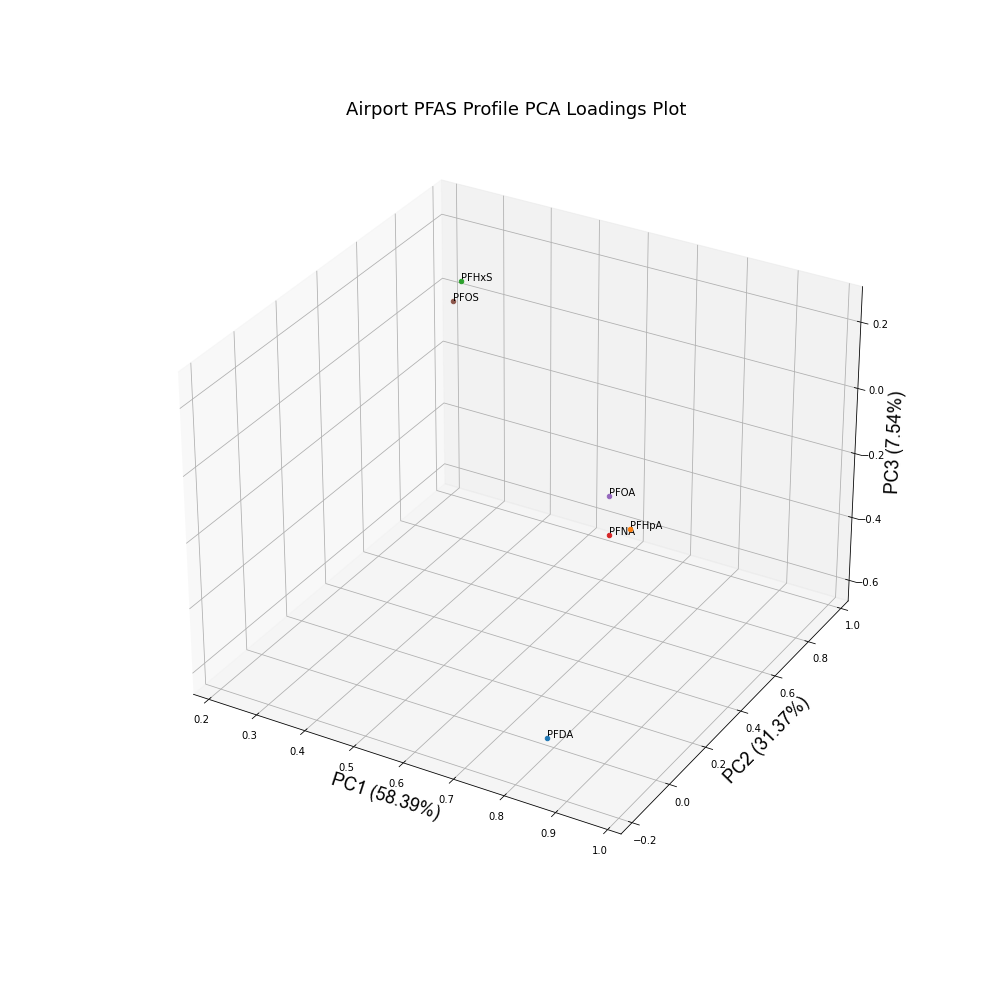 Airport PFAS Profile PCA Loadings Plot
PFHxS
PFOS
PFOA
PFHpA
PFNA
PFDA
0.2
0.0
−0.2
−0.4
−0.6
PC3 (7.54%)
1.0
0.8
0.6
0.4
0.2
0.0
−0.2
PC2 (31.37%)
0.2
0.3
0.4
0.5
0.6
0.7
0.8
0.9
1.0
PC1 (58.39%)